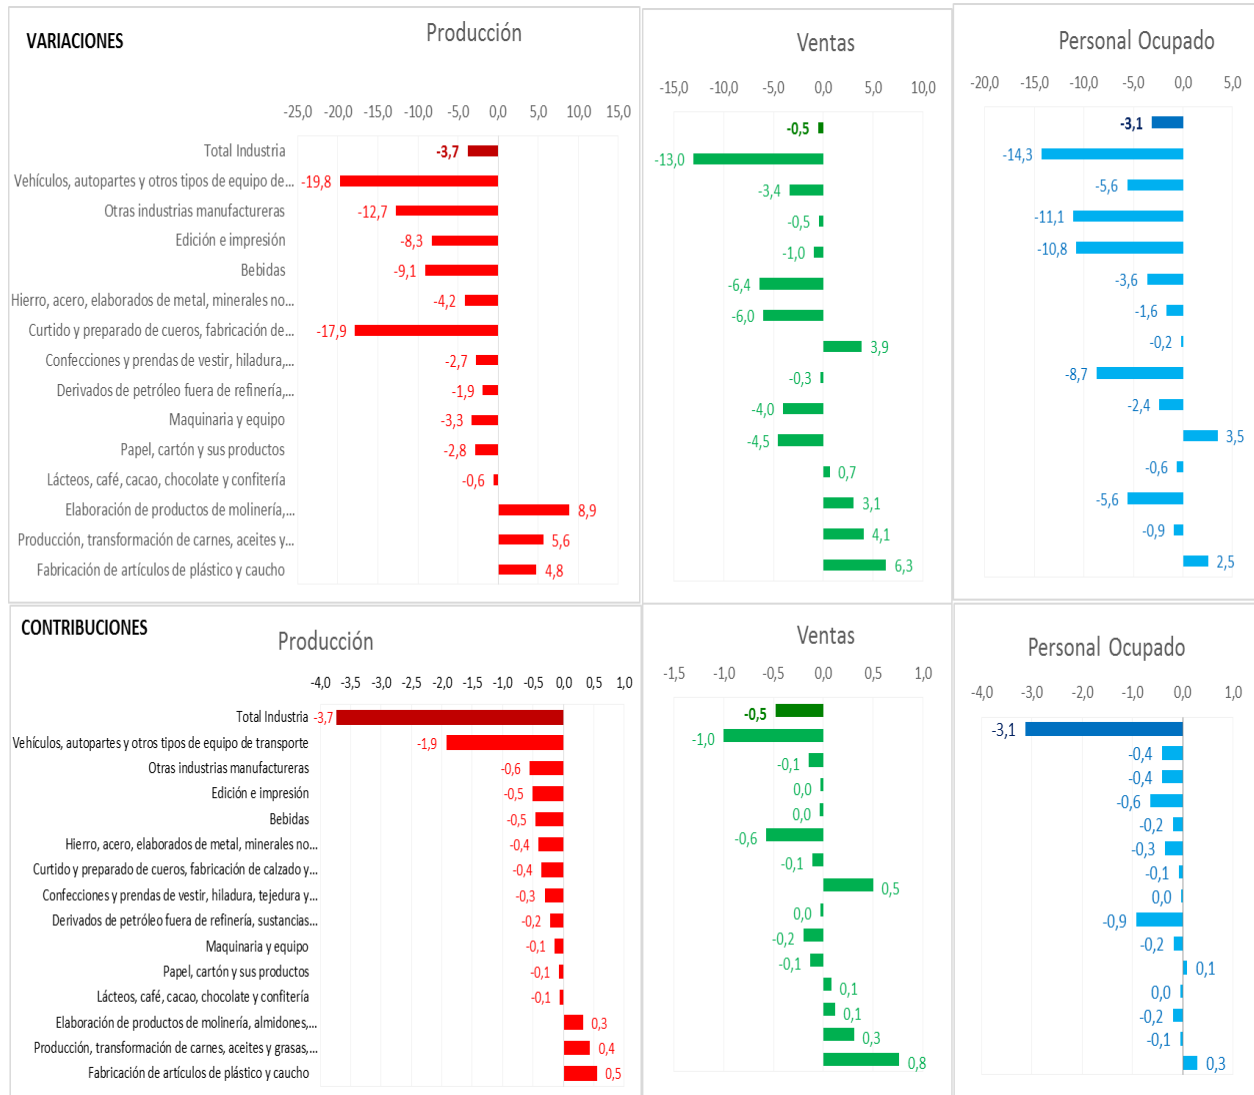 VARIACIONES
Producción
-25,0 -20,0 -15,0 -10,0 -5,0 0,0 5,0 10,0 15,0
Total Industria -3,7
Vehículos, autopartes y otros tipos de equipo de... -19,8
Otras industrias manufactureras -12,7
Edición e impresión -8,3
Bebidas -9,1
Hierro, acero, elaborados de metal, minerales no... -4,2
Curtido y preparado de cueros, fabricación de... -17,9
Confecciones y prendas de vestir, hiladura,... -2,7
Derivados de petróleo fuera de refinería,... -1,9
Maquinaria y equipo -3,3
Papel, cartón y sus productos -2,8
Lácteos, café, cacao, chocolate y confitería -0,6
Elaboración de productos de molinería,... 8,9
Producción, transformación de carnes, aceites y... 5,6
Fabricación de artículos de plástico y caucho 4,8
Ventas
-15,0 -10,0 -5,0 0,0 5,0 10,0
-0,5
-13,0
-3,4
-0,5
-1,0
-6,4
-6,0
3,9
-0,3
-4,0
-4,5
0,7
3,1
4,1
6,3
Personal Ocupado
-20,0 -15,0 -10,0 -5,0 0,0 5,0
-3,1
-14,3
-5,6
-11,1
-10,8
-3,6
-1,6
-0,2
-8,7
-2,4
3,5
-0,6
-5,6
-0,9
2,5
CONTRIBUCIONES
Producción
-4,0 -3,5 -3,0 -2,5 -2,0 -1,5 -1,0 -0,5 0,0 0,5 1,0
Total Industria -3,7
Vehículos, autopartes y otros tipos de equipo de transporte -1,9
Otras industrias manufactureras -0,6
Edición e impresión -0,5
Bebidas -0,5
Hierro, acero, elaborados de metal, minerales no... -0,4
Curtido y preparado de cueros, fabricación de calzado y... -0,4
Confecciones y prendas de vestir, hiladura, tejedura y... -0,3
Derivados de petróleo fuera de refinería, sustancias... -0,2
Maquinaria y equipo -0,1
Papel, cartón y sus productos -0,1
Lácteos, café, cacao, chocolate y confitería -0,1
Elaboración de productos de molinería, almidones,... 0,3
Producción, transformación de carnes, aceites y grasas,... 0,4
Fabricación de artículos de plástico y caucho 0,5
Ventas
-1,5 -1,0 -0,5 0,0 0,5 1,0
-0,5
-1,0
-0,1
0,0
0,0
-0,6
-0,1
0,5
0,0
-0,2
-0,1
0,1
0,1
0,3
0,8
Personal Ocupado
-4,0 -3,0 -2,0 -1,0 0,0 1,0
-3,1
-0,4
-0,4
-0,6
-0,2
-0,3
-0,1
0,0
-0,9
-0,2
0,1
0,0
-0,2
-0,1
0,3